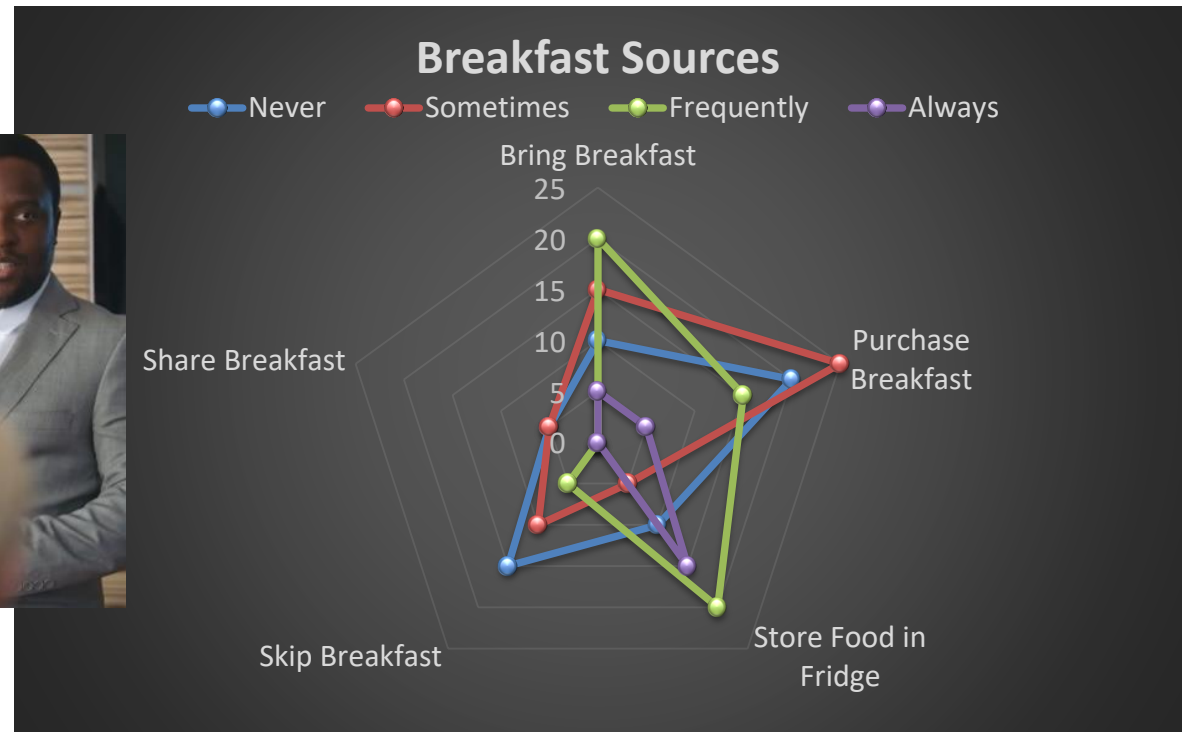 Breakfast Sources
Never Sometimes Frequently Always
Bring Breakfast
25
20
15
10
5
0
Purchase
Breakfast
Share Breakfast
Store Food in
Fridge
Skip Breakfast